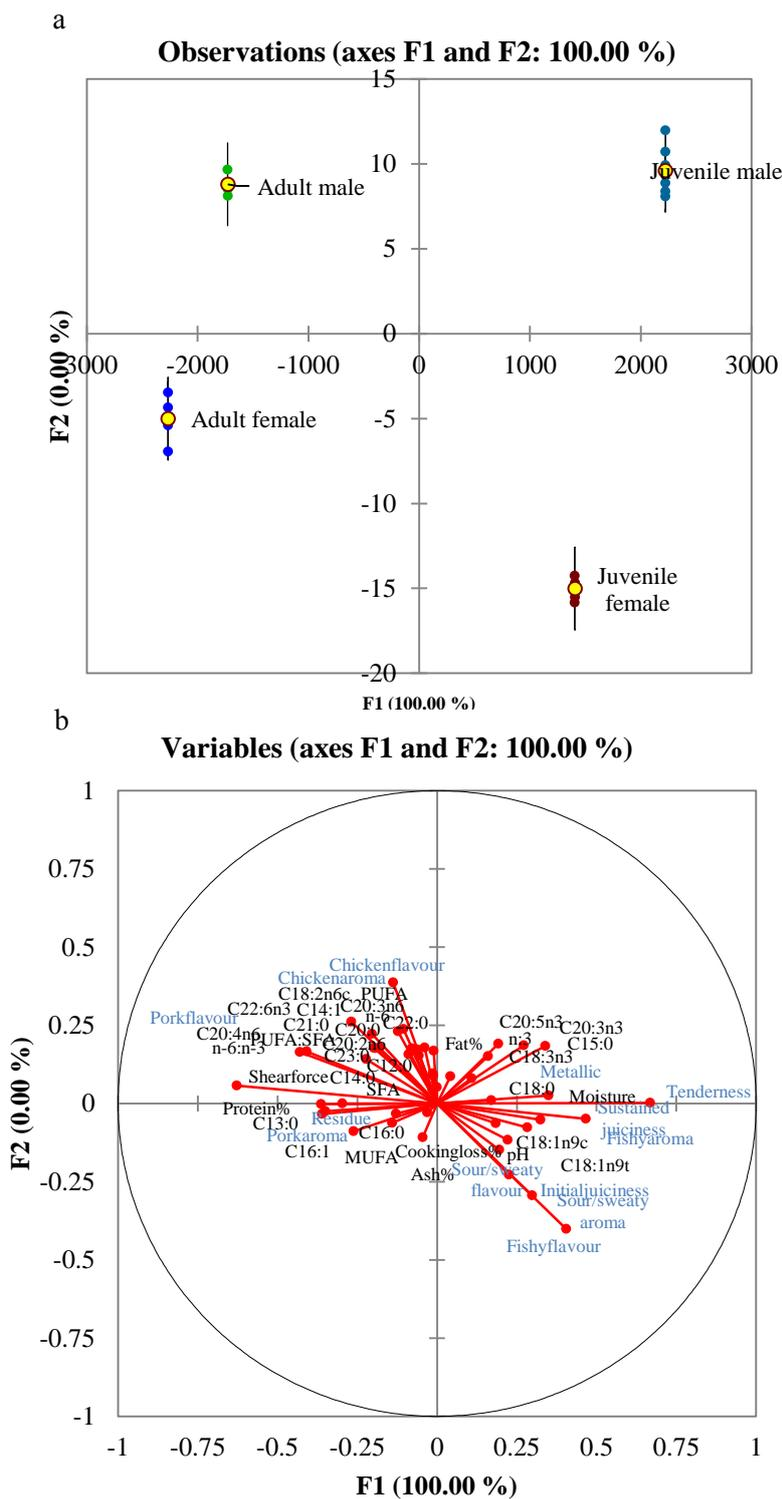 a
Observations (axes F1 and F2: 100.00 %)
15
10
5
0
-5
-10
-15
-20
3000 -2000 -1000 0 1000 2000 3000
Adult male
Juvenile male
Adult female
Juvenile
female
F2 (0.00 %)
F1 (100.00 %)
b
Variables (axes F1 and F2: 100.00 %)
1
0.75
0.5
0.25
0
-0.25
-0.5
-0.75
-1
F2 (0.00 %)
Chickenflavour
Chickenaroma
C18:2n6c PUFA
C22:6n3 C14:1 C20:3n6
Porkflavour
n-6
C22:0
C21:0
C20:0
C20:4n6
PUFA:SFA
n-6:n-3
C20:2n6
C23:0
C12:0
Shearforce
C14:0
SFA
Fat%
C20:5n3
n-3
C20:3n3
C15:0
C18:3n3
Metallic
C18:0
Moisture
Tenderness
Protein%
C13:0
Residue
Porkaroma
C16:0
C16:1
MUFA
Cookingloss%
Ash%
pH
C18:1n9c
Sustained
juiciness
Fishyaroma
C18:1n9t
Sour/sweaty
flavour
Initialjuiciness
Sour/sweaty
aroma
Fishyflavour
-1 -0.75 -0.5 -0.25 0 0.25 0.5 0.75 1
F1 (100.00 %)